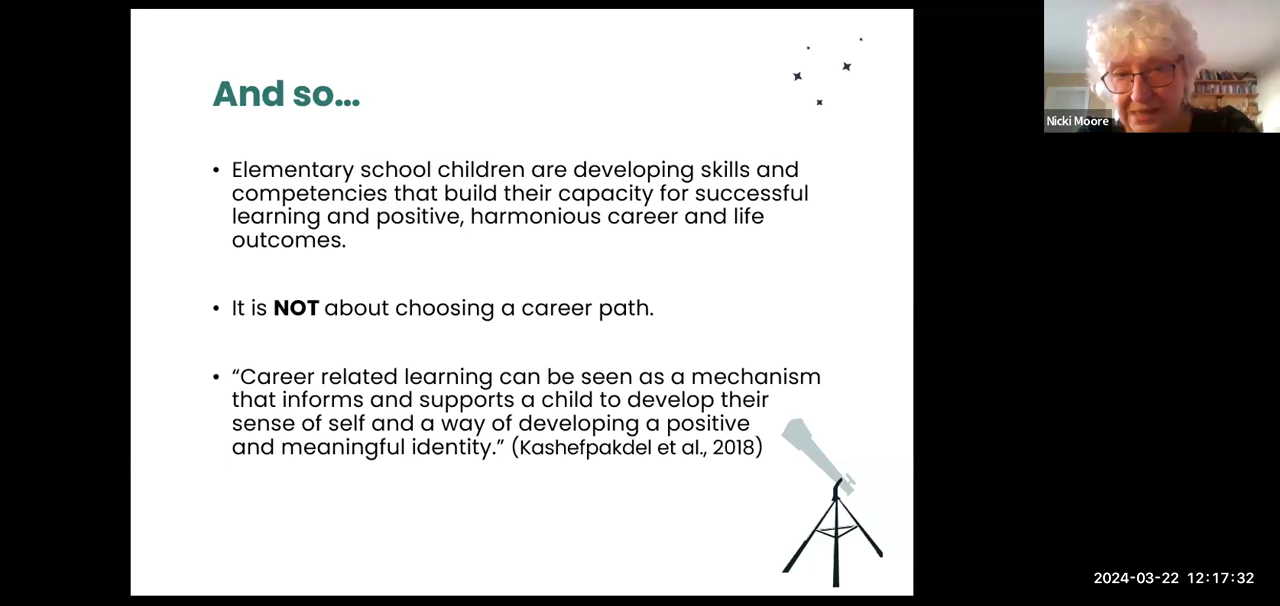 And so...
• Elementary school children are developing skills and
competencies that build their capacity for successful
learning and positive, harmonious career and life
outcomes.
• It is NOT about choosing a career path.
• “Career related learning can be seen as a mechanism
that informs and supports a child to develop their
sense of self and a way of developing a positive
and meaningful identity.” (Kashefpakdel et al., 2018)
Nicki Moore
2024-03-22 12:17:32